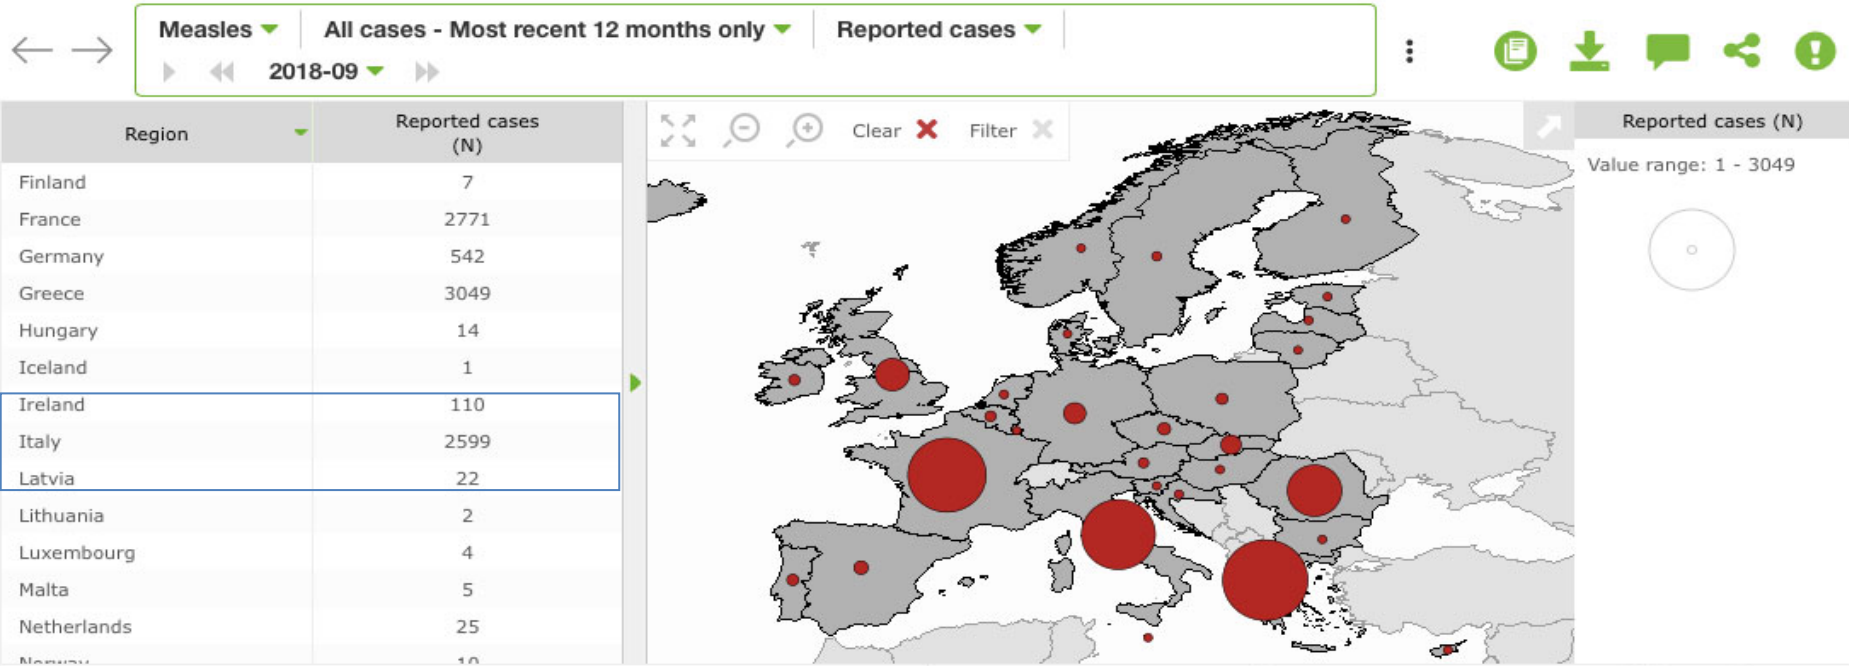 Measles All cases - Most recent 12 months only Reported cases
2018-09
Region Reported cases (N)
Finland 7
France 2771
Germany 542
Greece 3049
Hungary 14
Iceland 1
Ireland 110
Italy 2599
Latvia 22
Lithuania 2
Luxembourg 4
Malta 5
Netherlands 25
Norway 10
Clear Filter
Reported cases (N)
Value range: 1 - 3049